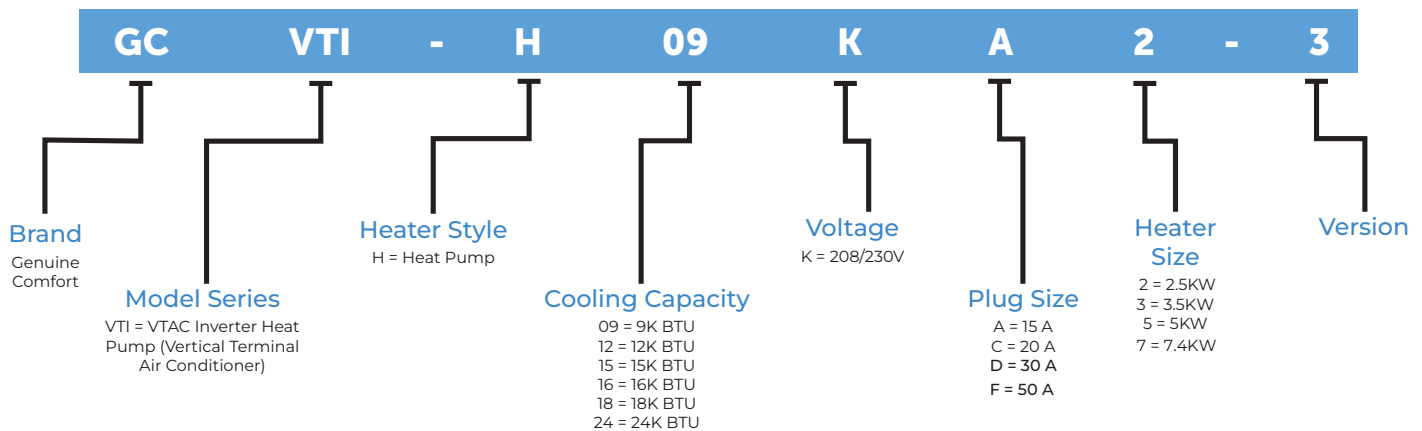 GC VTI - H 09 K A 2 - 3
Brand
Genuine
Comfort
Model Series
VTI = VTAC Inverter Heat
Pump (Vertical Terminal
Air Conditioner)
Heater Style
H = Heat Pump
Cooling Capacity
09 = 9K BTU
12 = 12K BTU
15 = 15K BTU
16 = 16K BTU
18 = 18K BTU
24 = 24K BTU
Voltage
K = 208/230V
Plug Size
A = 15 A
C = 20 A
D = 30 A
F = 50 A
Heater
Size
2 = 2.5KW
3 = 3.5KW
5 = 5KW
7 = 7.4KW
Version